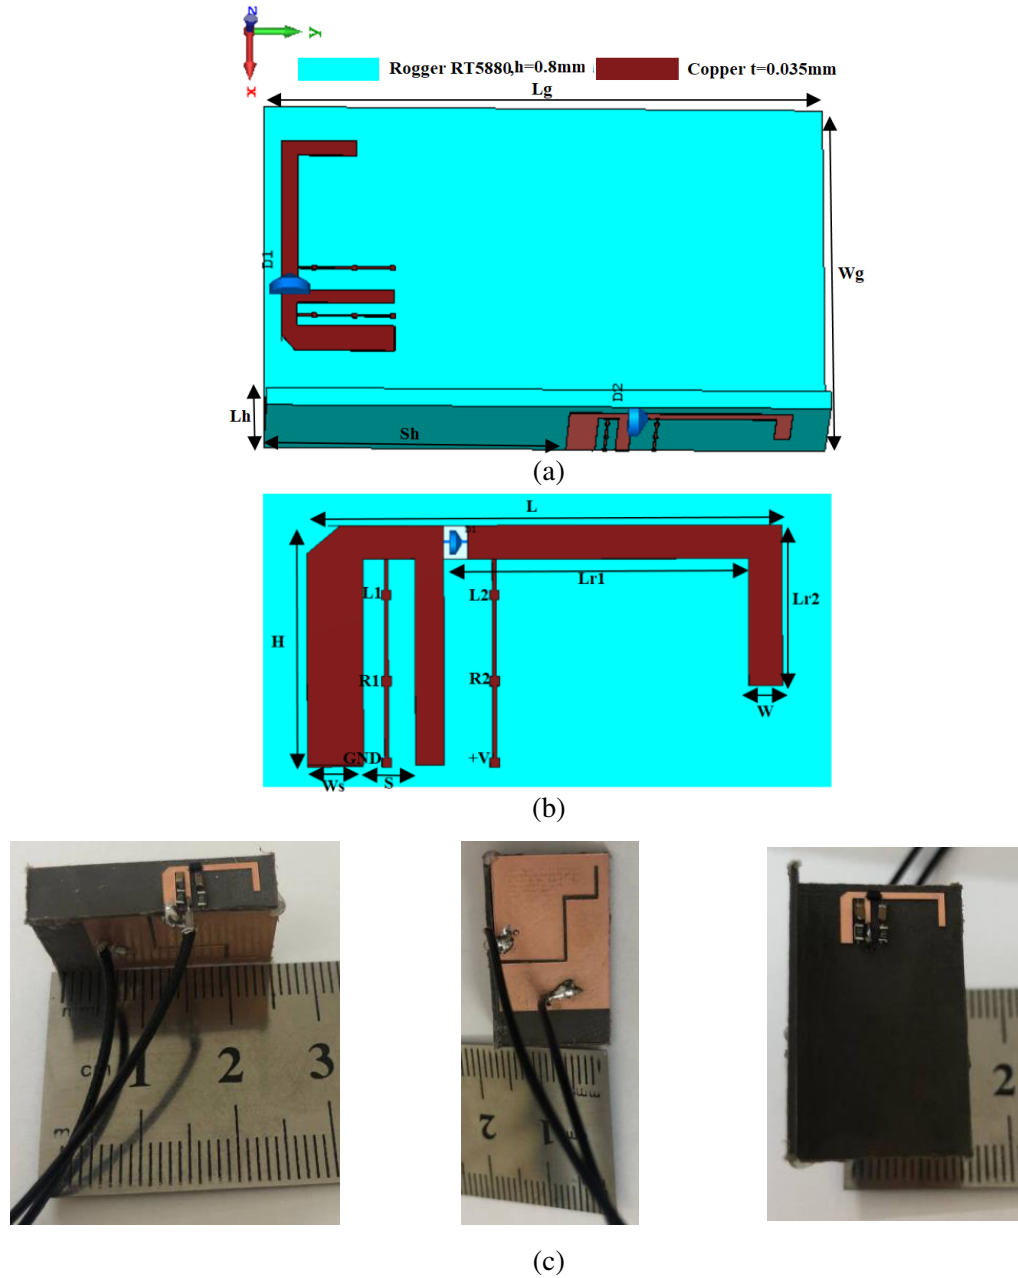 Z
Y
X
Rogger RT5880,h=0.8mm
Copper t=0.035mm
Lg
D1
Wg
D2
Lh
Sh
(a)
L
L1
L2
Lr1
Lr2
H
R1
R2
W
GND
+V
Ws
S
(b)
1 2 3
2 1
2
(c)